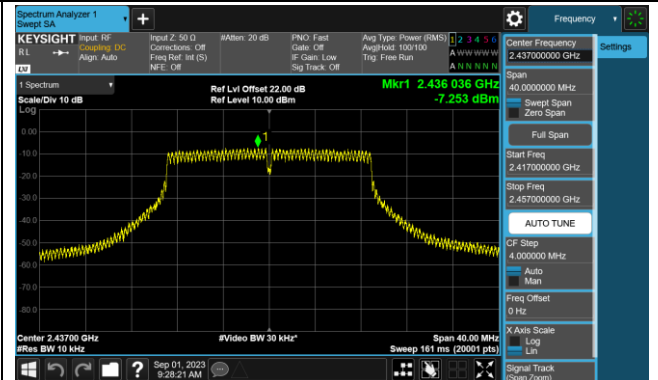 Spectrum Analyzer 1
Swept SA
Frequency
KEYSIGHT
RL
Input: RF
Coupling: DC
Align: Auto
Input Z: 50 Ω
Corrections: Off
Freq Ref: Int (S)
NFE: Off
#Atten: 20 dB
PNO: Fast
Gate: Off
IF Gain: Low
Sig Track: Off
Avg Type: Power (RMS)
Avg|Hold: 100/100
Trig: Free Run
1 2 3 4 5 6
A W W W W W
A N N N N N
Center Frequency
2.437000000 GHz
Settings
Span
40.0000000 MHz
Swept Span
Zero Span
Full Span
Start Freq
2.417000000 GHz
Stop Freq
2.457000000 GHz
AUTO TUNE
CF Step
4.000000 MHz
Auto
Man
Freq Offset
0 Hz
X Axis Scale
Log
Lin
Signal Track
(Span Zoom)
1 Spectrum
Scale/Div 10 dB
Log
Ref Lvl Offset 22.00 dB
Ref Level 10.00 dBm
Mkr1 2.436 036 GHz
-7.253 dBm
1
0.00
-10.0
-20.0
-30.0
-40.0
-50.0
-60.0
-70.0
-80.0
Center 2.43700 GHz
#Res BW 10 kHz
#Video BW 30 kHz*
Span 40.00 MHz
Sweep 161 ms (20001 pts)
?
Sep 01, 2023
9:28:21 AM